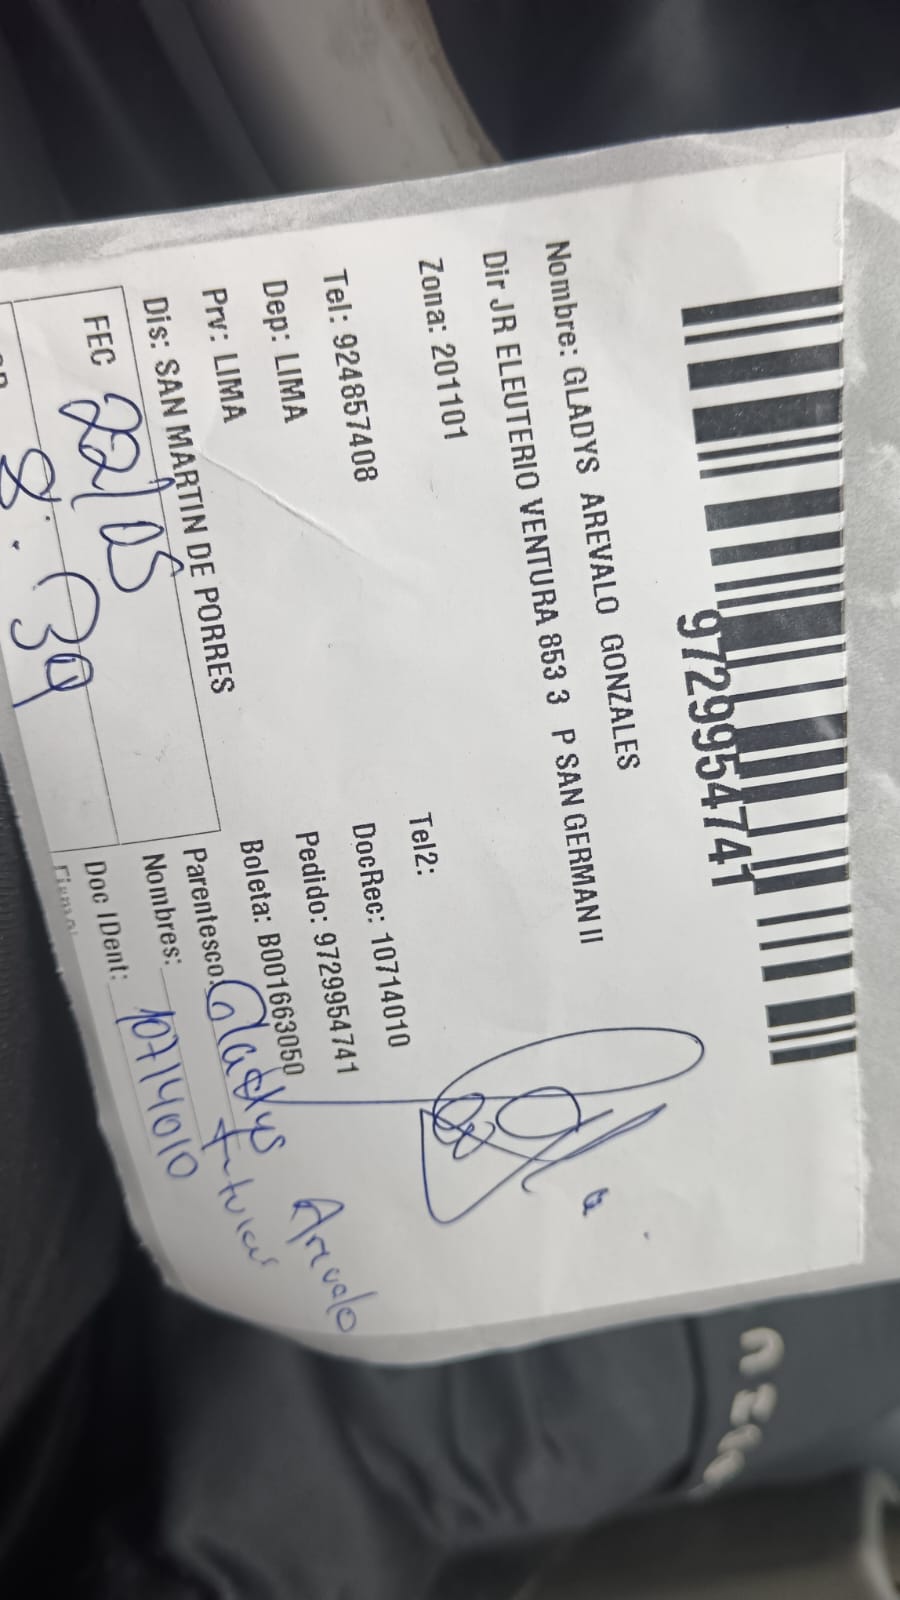 9729954741
Nombre: GLADYS AREVALO GONZALES
Dir JR ELEUTERIO VENTURA 853 3 P SAN GERMAN II
Zona: 201101
Tel2:
Tel: 924857408
DocRec: 10714010
Dep: LIMA
Pedido: 9729954741
Prv: LIMA
Boleta: B001663050
Dis: SAN MARTIN DE PORRES
Parentesco: Gladys Arevalo
FEC 22/05
Nombres: titular
8:39
Doc IDent: 10714010